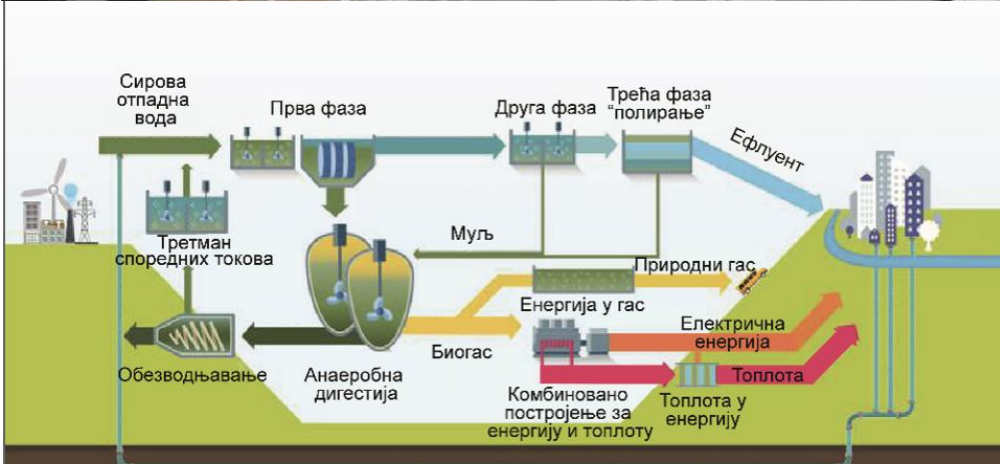 Сирова
отпадна
вода
Прва фаза
Друга фаза
Трећа фаза
“полирање”
Ефлуент
Третман
споредних токова
Муљ
Природни гас
Енергија у гас
Електрична
енергија
Биогас
Обезводњавање
Анаеробна
дигестија
Комбиновано
постројење за
енергију и топлоту
Топлота у
енергију
Топлота